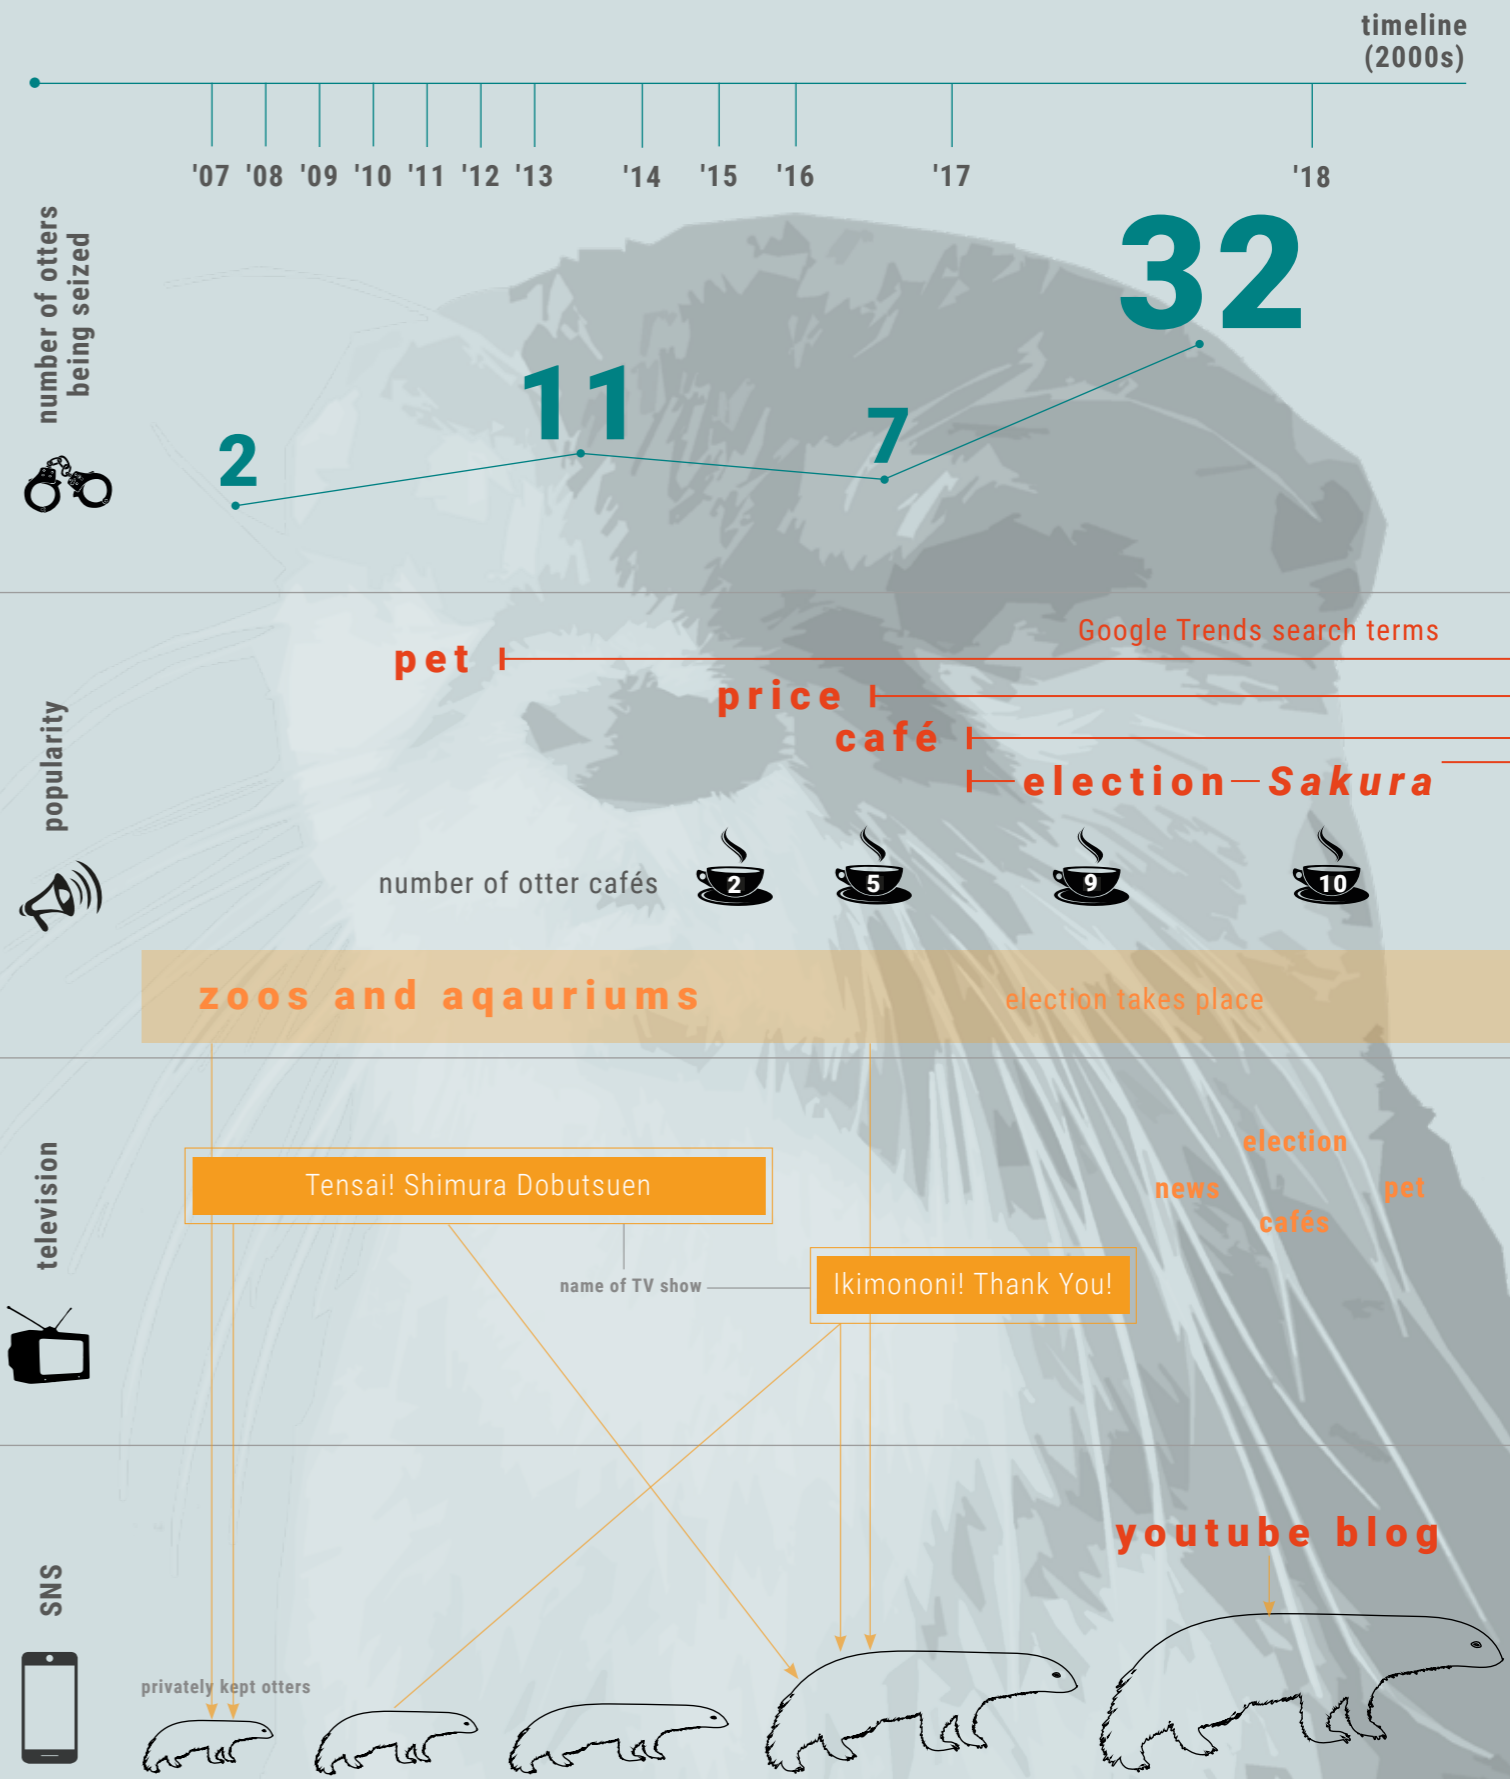 timeline
(2000s)
'07 '08 '09 '10 '11 '12 '13 '14 '15 '16 '17 '18
number of otters
being seized
2
11
7
32
Google Trends search terms
pet
price
café
election Sakura
popularity
number of otter cafés
2 5 9 10
zoos and aqauriums
election takes place
television
Tensai! Shimura Dobutsuen
election
news
pet
cafés
name of TV show
Ikimononi! Thank You!
youtube blog
SNS
privately kept otters